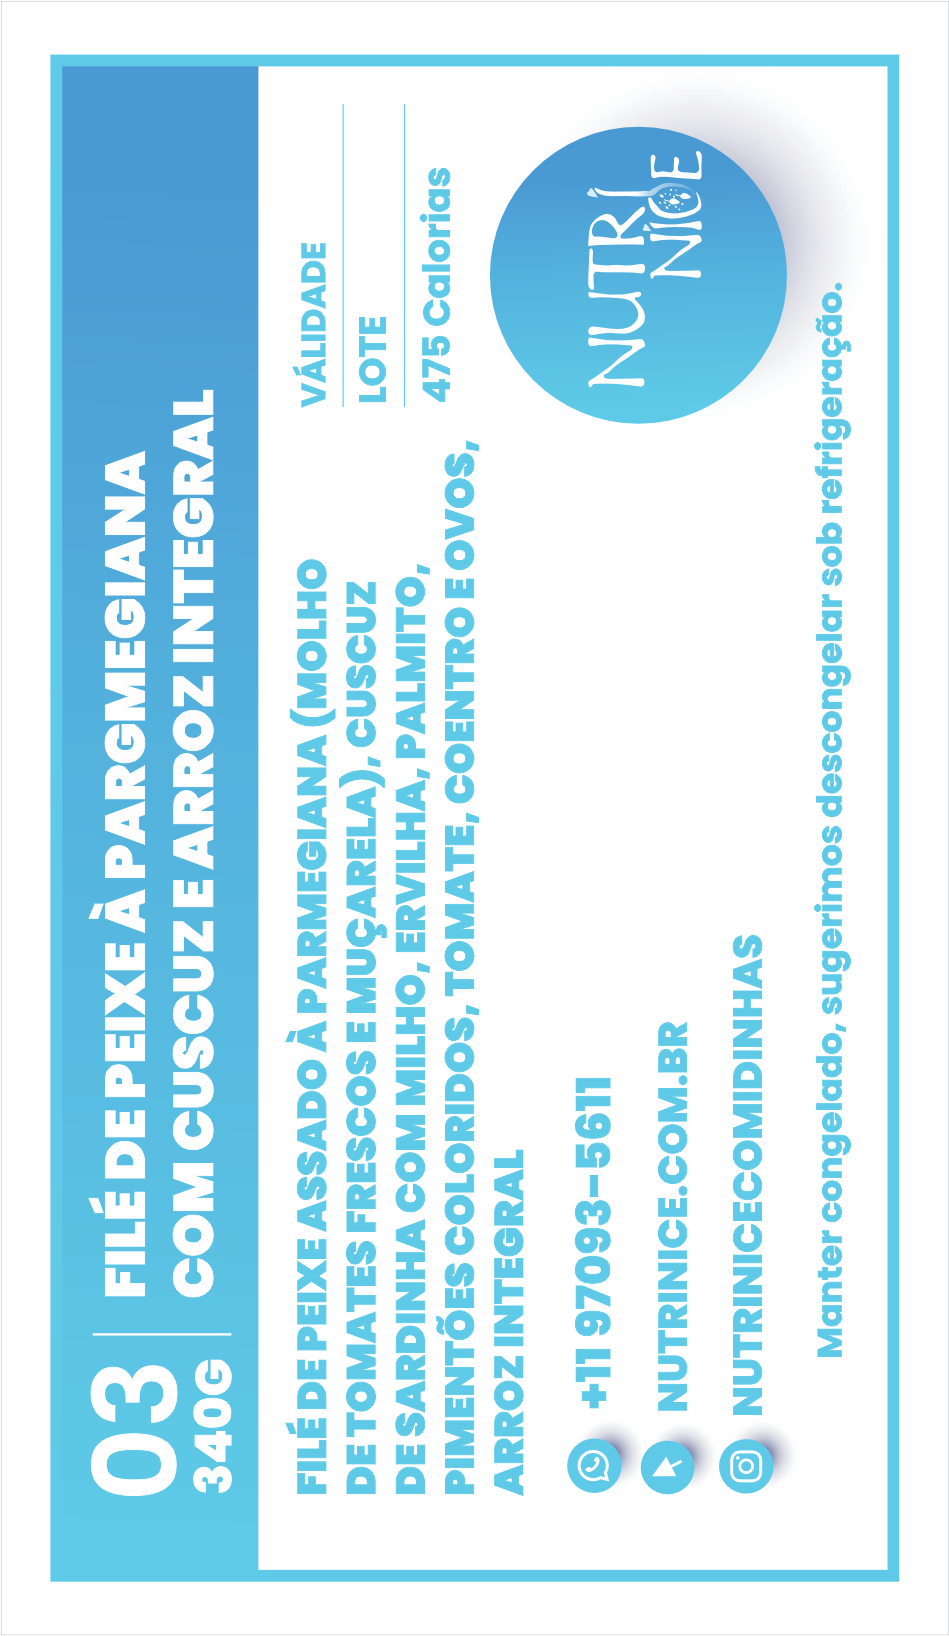 03
340G
FILÉ DE PEIXE À PARGMEGIANA
COM CUSCUZ E ARROZ INTEGRAL
FILÉ DE PEIXE ASSADO À PARMEGIANA (MOLHO
DE TOMATES FRESCOS E MUÇARELA), CUSCUZ
DE SARDINHA COM MILHO, ERVILHA, PALMITO,
PIMENTÕES COLORIDOS, TOMATE, COENTRO E OVOS,
ARROZ INTEGRAL
VÁLIDADE
LOTE
475 Calorias
+11 97093-5611
NUTRINICE.COM.BR
NUTRINICECOMIDINHAS
NUTRI
NICE
Manter congelado, sugerimos descongelar sob refrigeração.